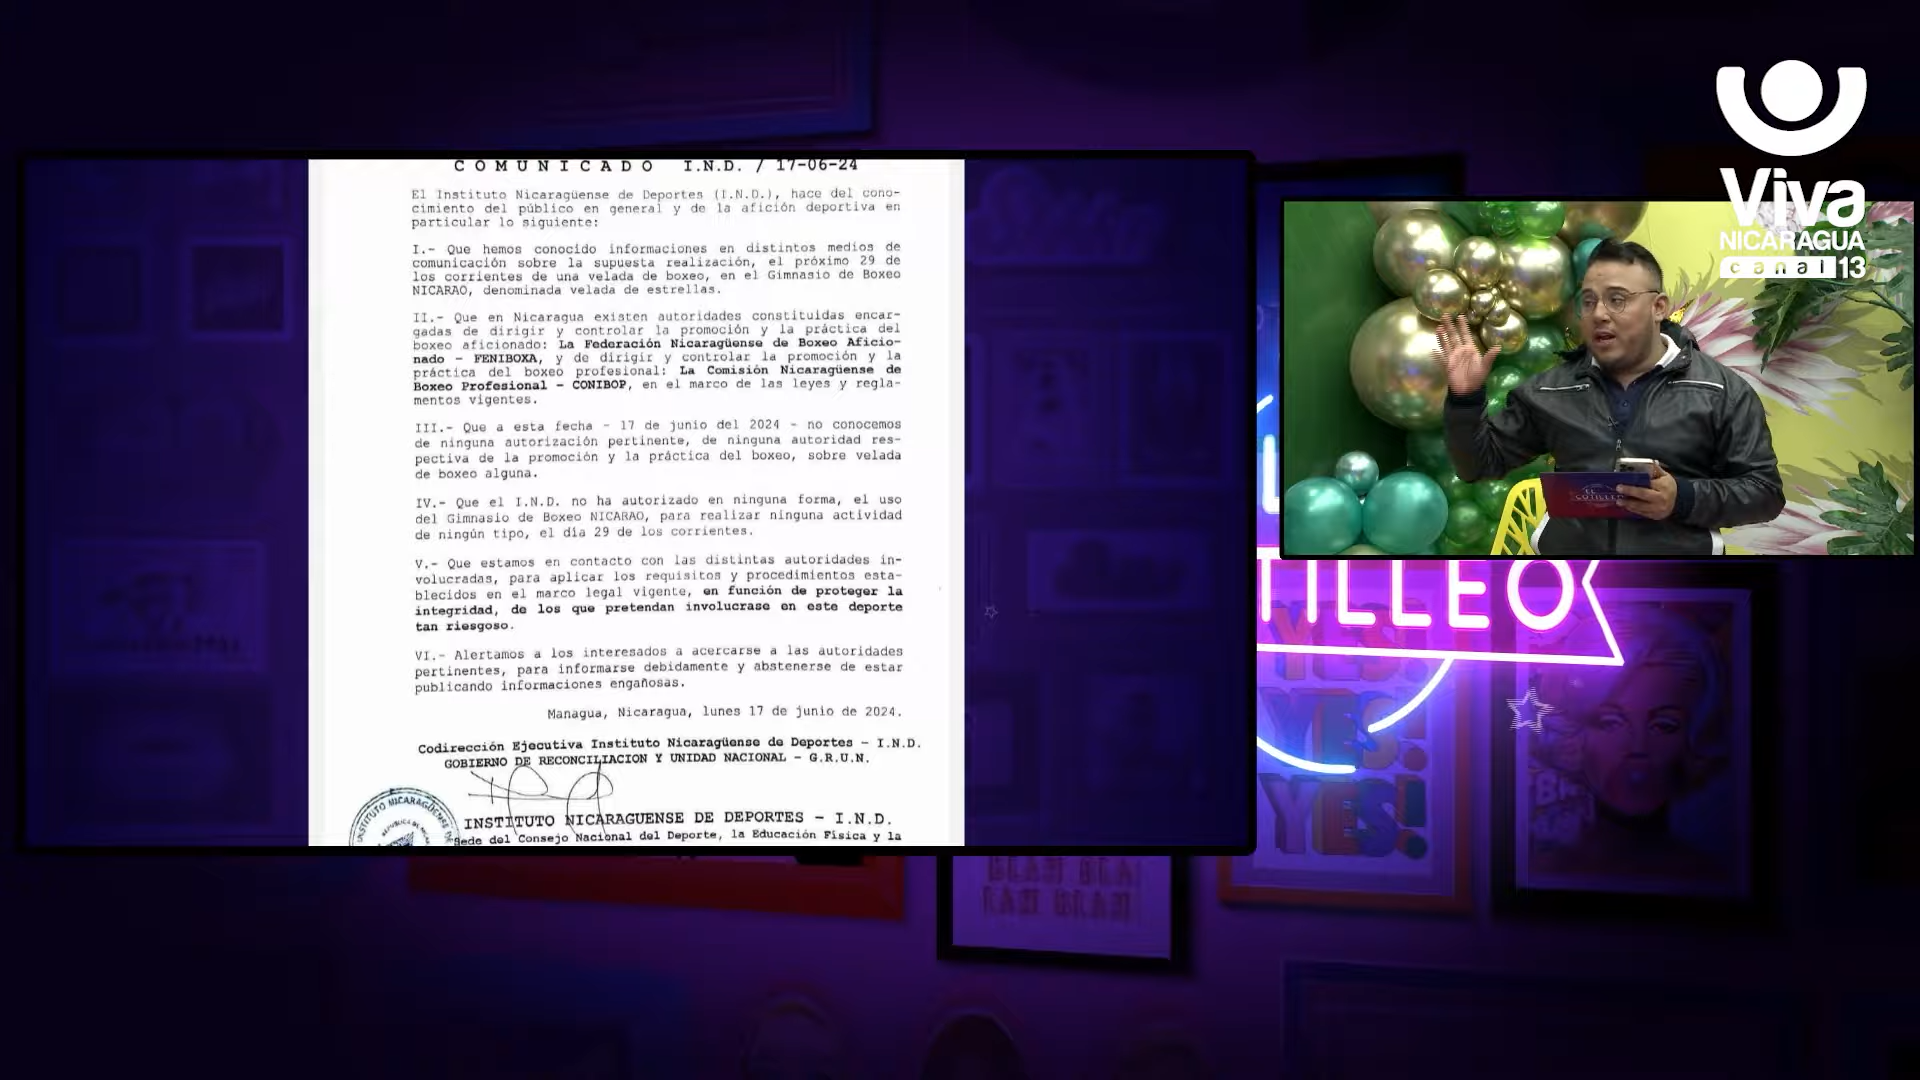 COMUNICADO I.N.D. / 17-06-24
El Instituto Nicaragüense de Deportes (I.N.D.), hace del cono-
cimiento del público en general y de la afición deportiva en
particular lo siguiente:
I.- Que hemos conocido informaciones en distintos medios de
comunicación sobre la supuesta realización, el próximo 29 de
los corrientes de una velada de boxeo, en el Gimnasio de Boxeo
NICARAO, denominada velada de estrellas.
II.- Que en Nicaragua existen autoridades constituidas encar-
gadas de dirigir y controlar la promoción y la práctica del
boxeo aficionado: La Federación Nicaragüense de Boxeo Aficio-
nado - FENIBOXA, y de dirigir y controlar la promoción y la
práctica del boxeo profesional: La Comisión Nicaragüense de
Boxeo Profesional - CONIBOP, en el marco de las leyes y regla-
mentos vigentes.
III.- Que a esta fecha - 17 de junio del 2024 - no conocemos
de ninguna autorización pertinente, de ninguna autoridad res-
pectiva de la promoción y la práctica del boxeo, sobre velada
de boxeo alguna.
IV.- Que el I.N.D. no ha autorizado en ninguna forma, el uso
del Gimnasio de Boxeo NICARAO, para realizar ninguna actividad
de ningún tipo, el día 29 de los corrientes.
V.- Que estamos en contacto con las distintas autoridades in-
volucradas, para aplicar los requisitos y procedimientos esta-
blecidos en el marco legal vigente, en función de proteger la
integridad, de los que pretendan involucrase en este deporte
tan riesgoso.
VI.- Alertamos a los interesados a acercarse a las autoridades
pertinentes, para informarse debidamente y abstenerse de estar
publicando informaciones engañosas.
Managua, Nicaragua, lunes 17 de junio de 2024.
Codirección Ejecutiva Instituto Nicaragüense de Deportes - I.N.D.
GOBIERNO DE RECONCILIACION Y UNIDAD NACIONAL - G.R.U.N.
INSTITUTO NICARAGUENSE DE DEPORTES - I.N.D.
Sede del Consejo Nacional del Deporte, la Educación Física y la
INSTITUTO NICARAGÜENSE DE
Viva
NICARAGUA
canal 13
EL
COTILLEO
TILLEO
YES!
YES!
YES!
BLAH BLAH
BLAH BLAH